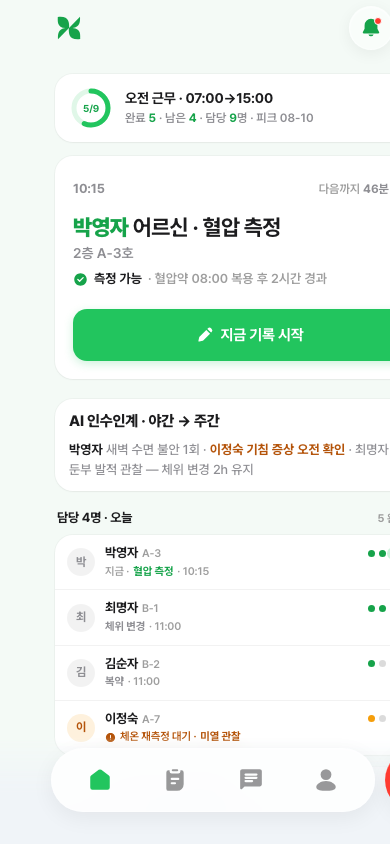 5/9
오전 근무 · 07:00→15:00
완료 5 · 남은 4 · 담당 9명 · 피크 08-10
10:15
다음까지 46분
박영자 어르신 · 혈압 측정
2층 A-3호
측정 가능 · 혈압약 08:00 복용 후 2시간 경과
지금 기록 시작
AI 인수인계 · 야간 → 주간
박영자 새벽 수면 불안 1회 · 이정숙 기침 증상 오전 확인 · 최명자
둔부 발적 관찰 — 체위 변경 2h 유지
담당 4명 · 오늘
5
박
박영자 A-3
지금 · 혈압 측정 · 10:15
최
최명자 B-1
체위 변경 · 11:00
김
김순자 B-2
복약 · 11:00
이
이정숙 A-7
체온 재측정 대기 · 미열 관찰